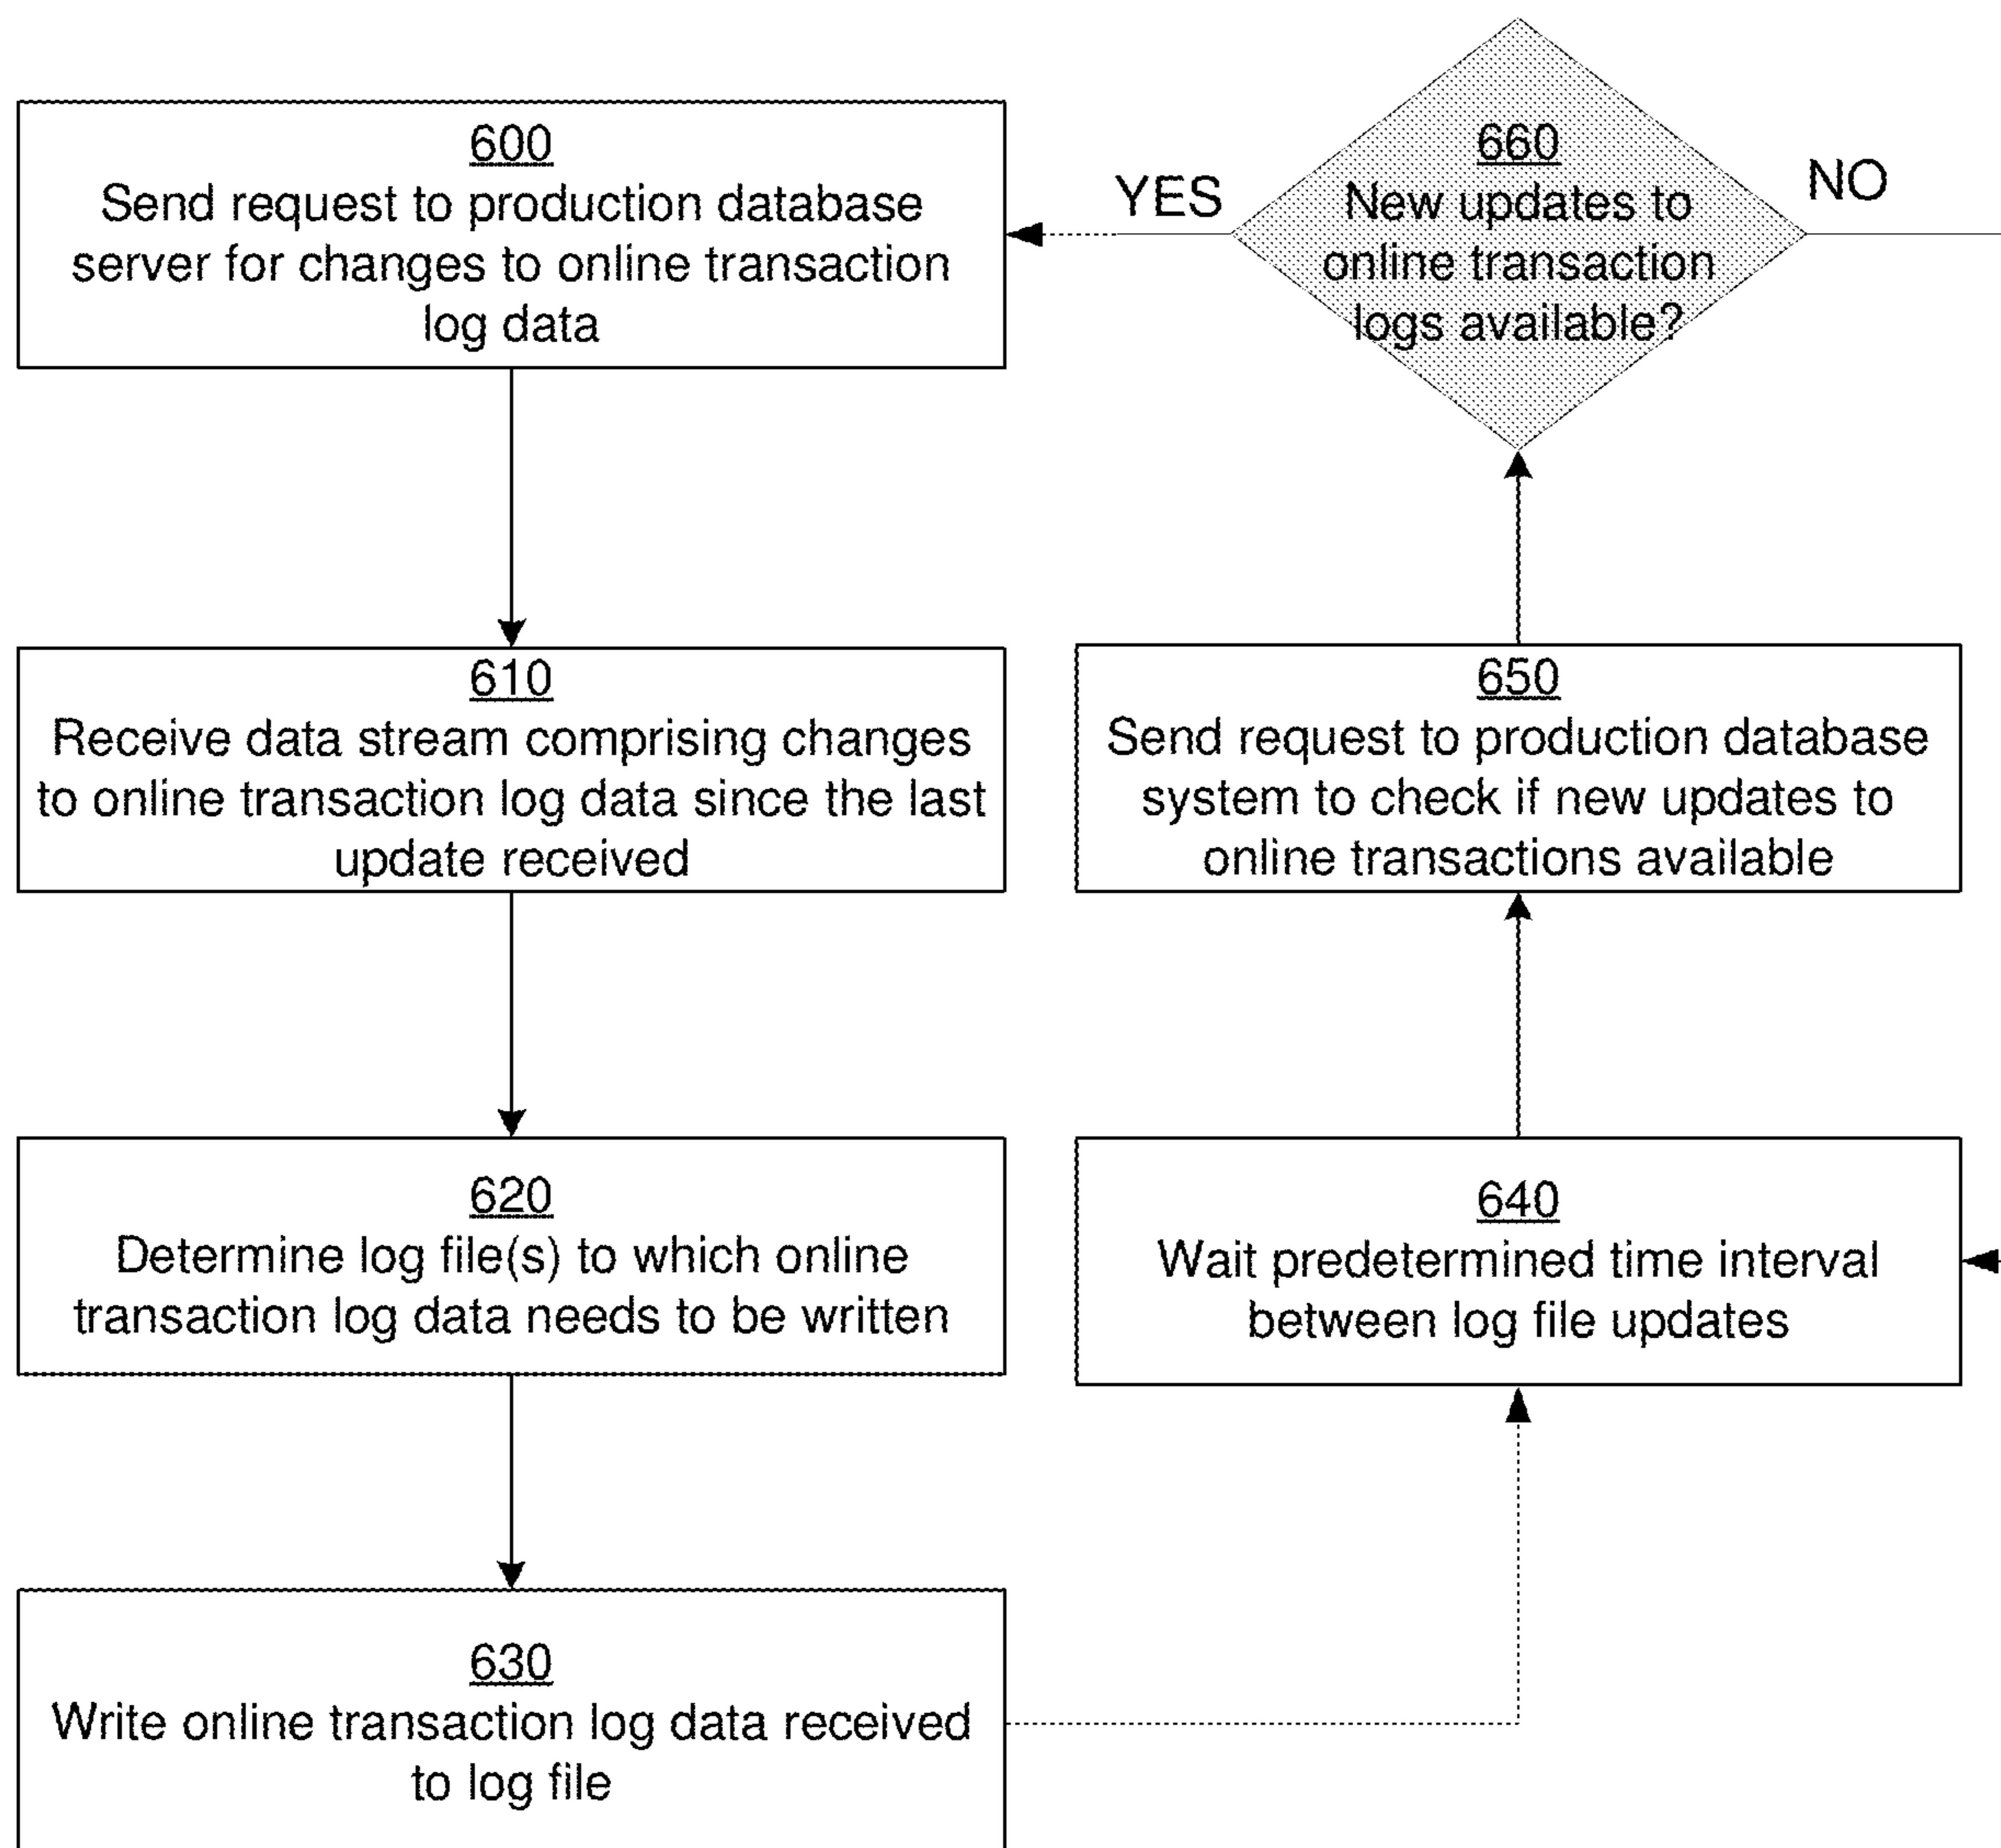 600
Send request to production database
server for changes to online transaction
log data
YES
660
New updates to
online transaction
logs available?
NO
610
Receive data stream comprising changes
to online transaction log data since the last
update received
650
Send request to production database
system to check if new updates to
online transactions available
620
Determine log file(s) to which online
transaction log data needs to be written
640
Wait predetermined time interval
between log file updates
630
Write online transaction log data received
to log file